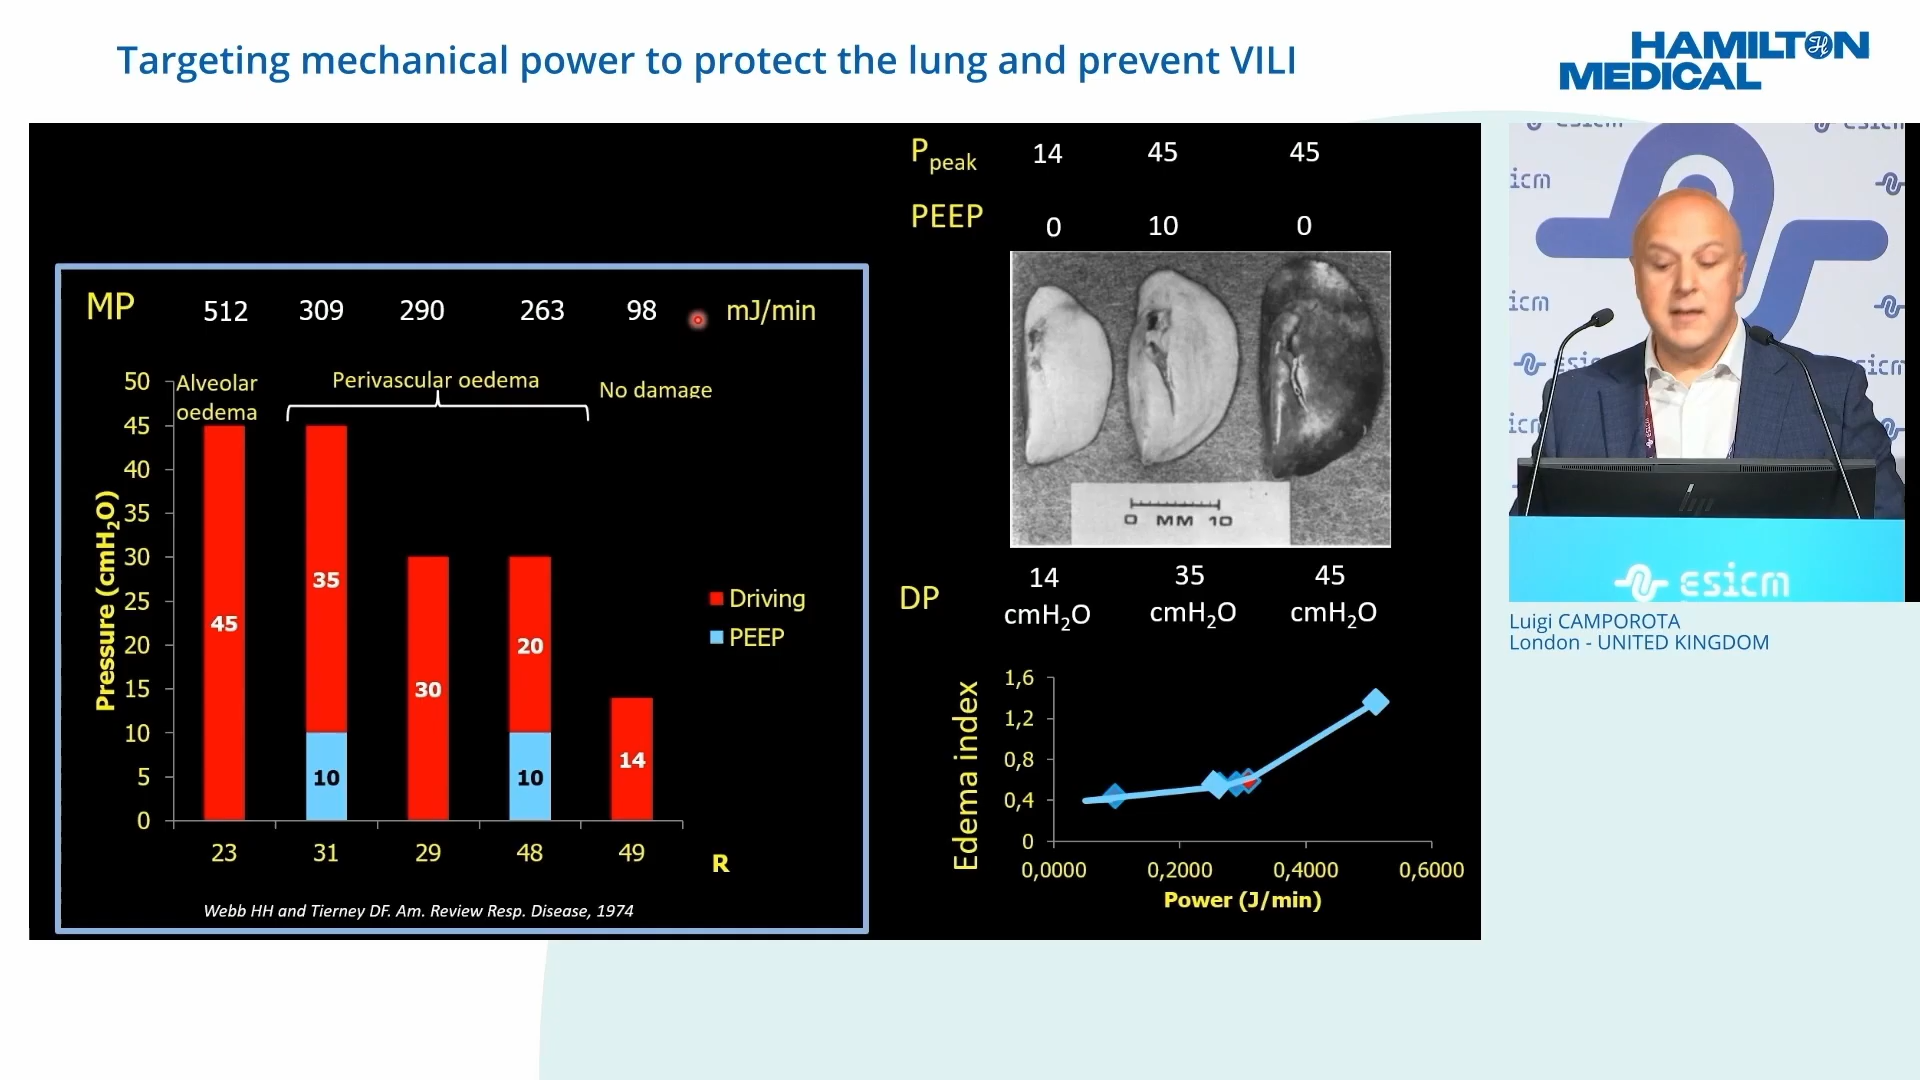 Targeting mechanical power to protect the lung and prevent VILI
HAMILTON
MEDICAL
P peak 14 45 45
PEEP 0 10 0
MP 512 309 290 263 98 mJ/min
Alveolar
oedema
Perivascular oedema
No damage
Pressure (cmH₂O)
50
45
40
35
30
25
20
15
10
5
0
45
35
10
30
20
10
14
Driving
PEEP
23 31 29 48 49 R
Webb HH and Tierney DF. Am. Review Resp. Disease, 1974
0 MM 10
DP
14 cmH₂O
35 cmH₂O
45 cmH₂O
Edema index
1,6
1,2
0,8
0,4
0
0,0000 0,2000 0,4000 0,6000
Power (J/min)
esicm
Luigi CAMPOROTA
London - UNITED KINGDOM